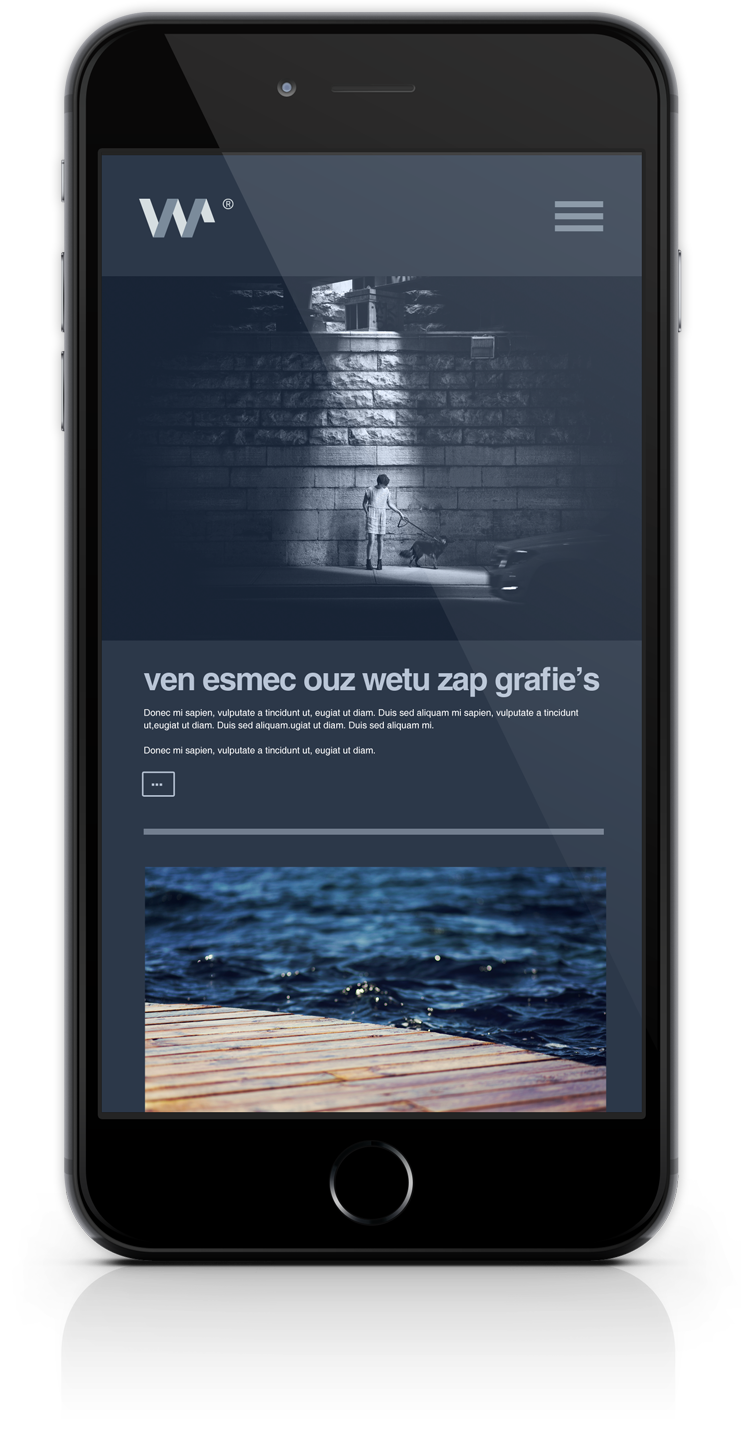 WA ®
ven esmec ouz wetu zap grafie’s
Donec mi sapien, vulputate a tincidunt ut, eugiat ut diam. Duis sed aliquam mi sapien, vulputate a tincidunt
ut,eugiat ut diam. Duis sed aliquam.ugiat ut diam. Duis sed aliquam mi.
Donec mi sapien, vulputate a tincidunt ut, eugiat ut diam.
...